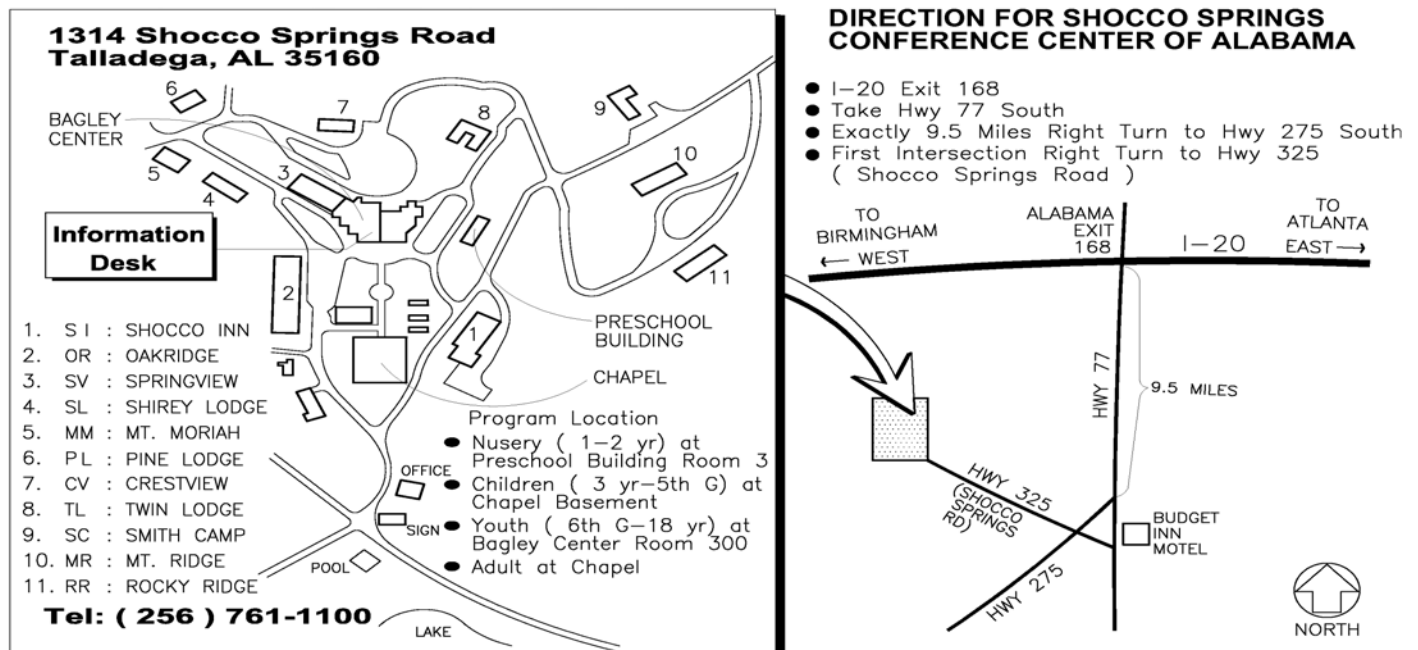 1314 Shocco Springs Road
Talladega, AL 35160
6
7
8
9
BAGLEY
CENTER
5
4
3
10
Information
Desk
2
11
1
PRESCHOOL
BUILDING
CHAPEL
1. S I : SHOCCO INN
2. OR : OAKRIDGE
3. SV : SPRINGVIEW
4. SL : SHIREY LODGE
5. MM : MT. MORIAH
6. PL : PINE LODGE
7. CV : CRESTVIEW
8. TL : TWIN LODGE
9. SC : SMITH CAMP
10. MR : MT. RIDGE
11. RR : ROCKY RIDGE
Tel: ( 256 ) 761-1100
Program Location
● Nusery ( 1-2 yr) at
Preschool Building Room 3
● Children ( 3 yr-5th G) at
Chapel Basement
● Youth ( 6th G-18 yr) at
Bagley Center Room 300
● Adult at Chapel
OFFICE
SIGN
POOL
LAKE
DIRECTION FOR SHOCCO SPRINGS
CONFERENCE CENTER OF ALABAMA
● I-20 Exit 168
● Take Hwy 77 South
● Exactly 9.5 Miles Right Turn to Hwy 275 South
● First Intersection Right Turn to Hwy 325
( Shocco Springs Road )
TO
BIRMINGHAM
← WEST
ALABAMA
EXIT
168
I-20
TO
ATLANTA
EAST →
HWY 77
9.5 MILES
HWY 325
(SHOCCO
SPRINGS
RD)
HWY 275
BUDGET
INN
MOTEL
NORTH